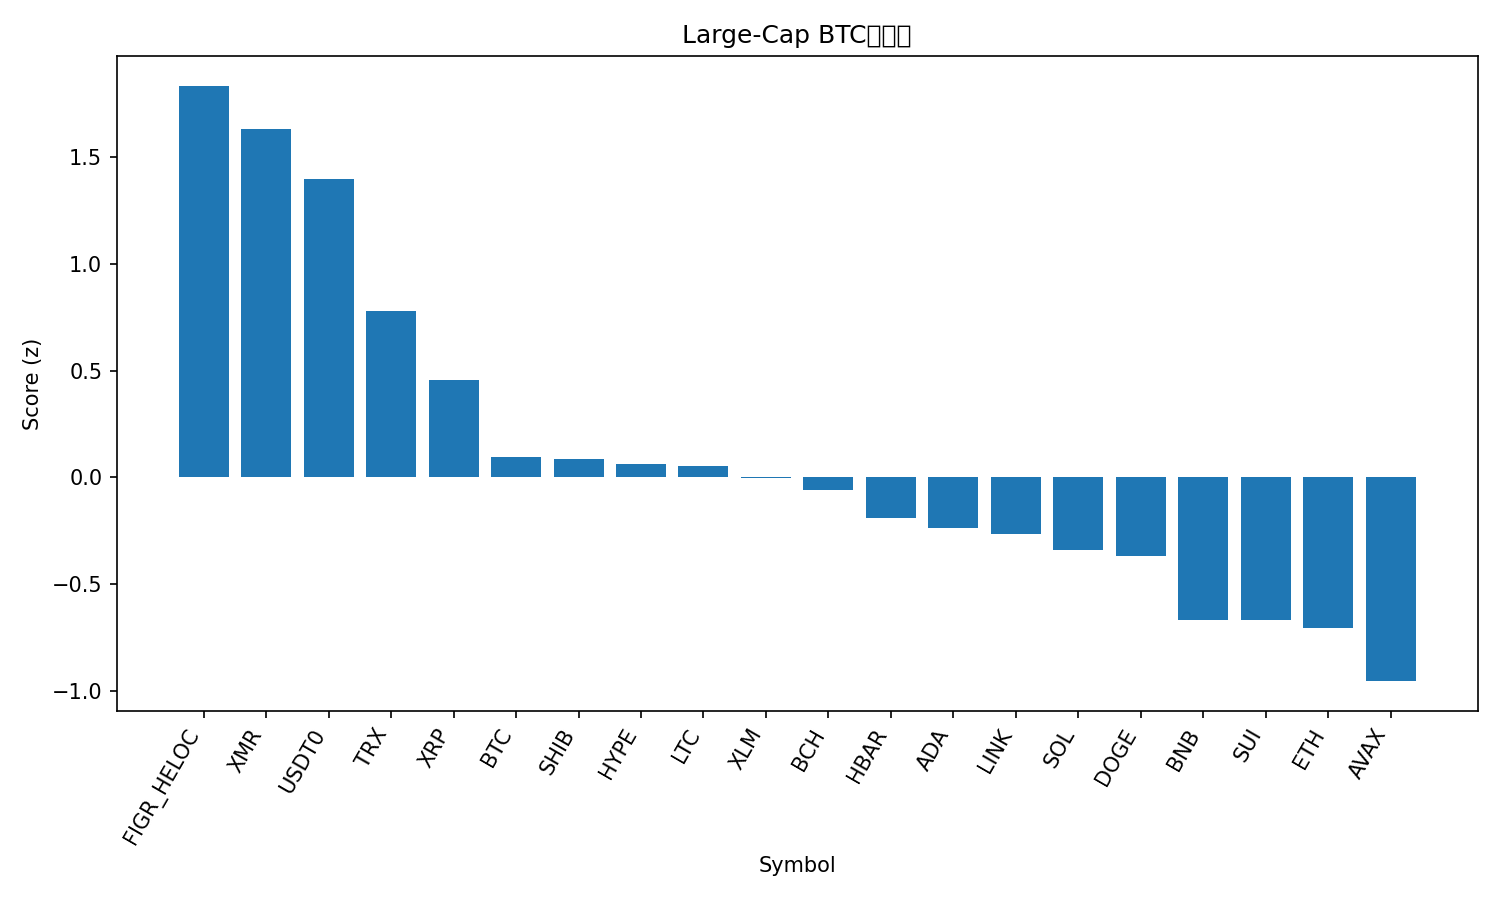 Large-Cap BTC
Score (z)
1.5
1.0
0.5
0.0
−0.5
−1.0
FIGR_HELOC
XMR
USDT0
TRX
XRP
BTC
SHIB
HYPE
LTC
XLM
BCH
HBAR
ADA
LINK
SOL
DOGE
BNB
SUI
ETH
AVAX
Symbol